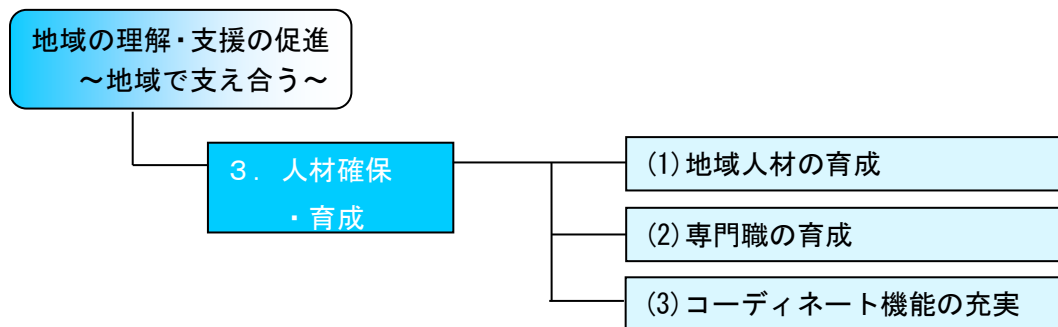 地域の理解・支援の促進
～地域で支え合う～
３．人材確保
・育成
(1)地域人材の育成
(2)専門職の育成
(3)コーディネート機能の充実